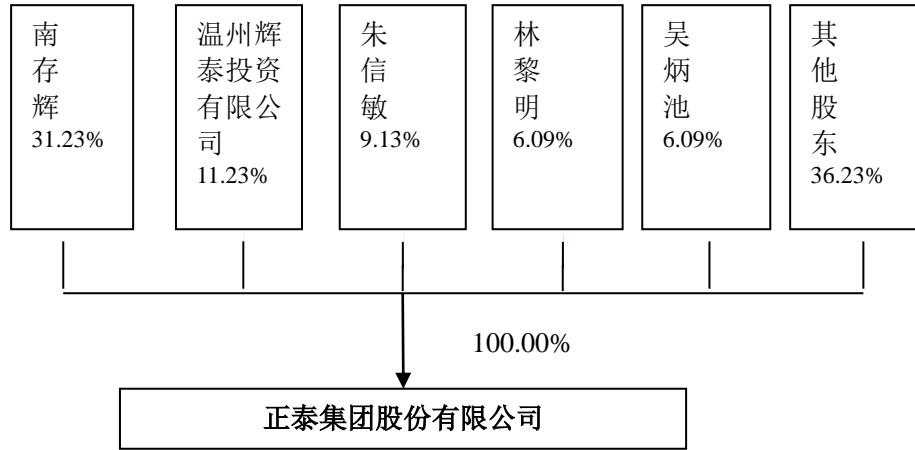 南
存
辉
31.23%
温州辉
泰投资
有限公
司
11.23%
朱
信
敏
9.13%
林
黎
明
6.09%
吴
炳
池
6.09%
其
他
股
东
36.23%
100.00%
正泰集团股份有限公司